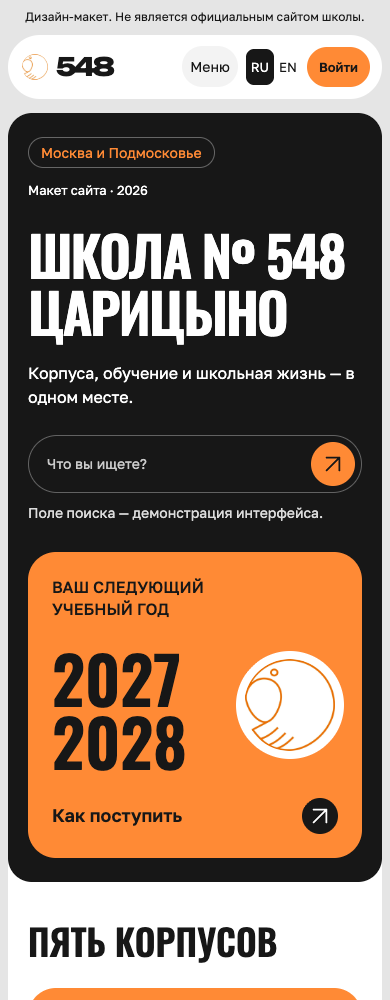 Дизайн-макет. Не является официальным сайтом школы.
548
Меню
RU
EN
Войти
Москва и Подмосковье
Макет сайта · 2026
ШКОЛА № 548
ЦАРИЦЫНО
Корпуса, обучение и школьная жизнь — в
одном месте.
Что вы ищете?
Поле поиска — демонстрация интерфейса.
ВАШ СЛЕДУЮЩИЙ
УЧЕБНЫЙ ГОД
2027
2028
Как поступить
ПЯТЬ КОРПУСОВ